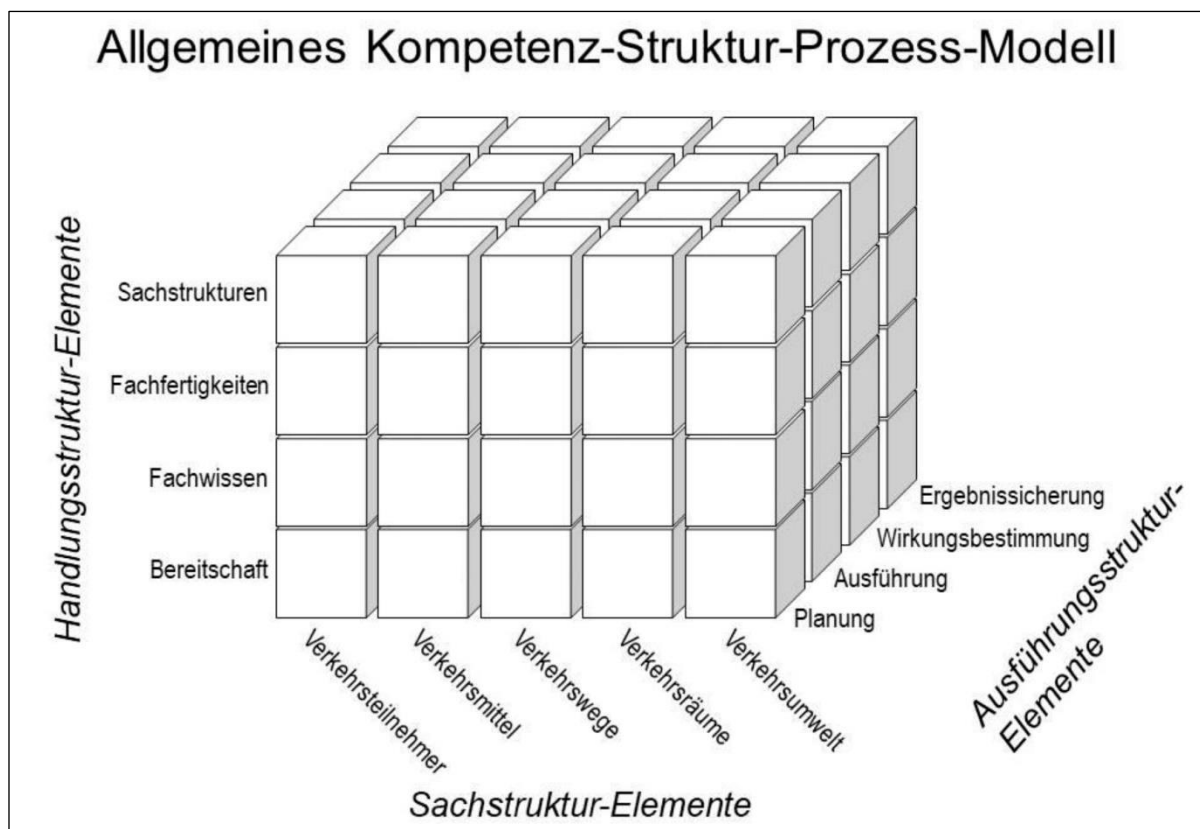 Allgemeines Kompetenz-Struktur-Prozess-Modell
Handlungsstruktur-Elemente
Sachstrukturen
Fachfertigkeiten
Fachwissen
Bereitschaft
Verkehrsteilnehmer
Verkehrsmittel
Verkehrswege
Verkehrsräume
Verkehrsumwelt
Sachstruktur-Elemente
Planung
Ausführung
Wirkungsbestimmung
Ergebnissicherung
Ausführungsstruktur-
Elemente